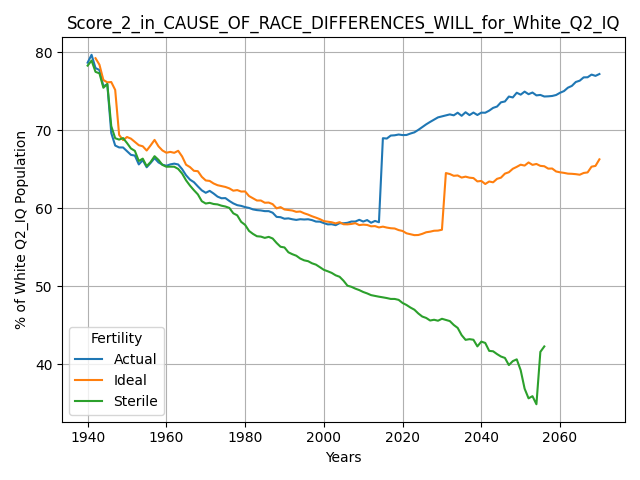 Score_2_in_CAUSE_OF_RACE_DIFFERENCES_WILL_for_White_Q2_IQ
80
70
60
50
40
% of White Q2_IQ Population
Fertility
Actual
Ideal
Sterile
1940 1960 1980 2000 2020 2040 2060
Years